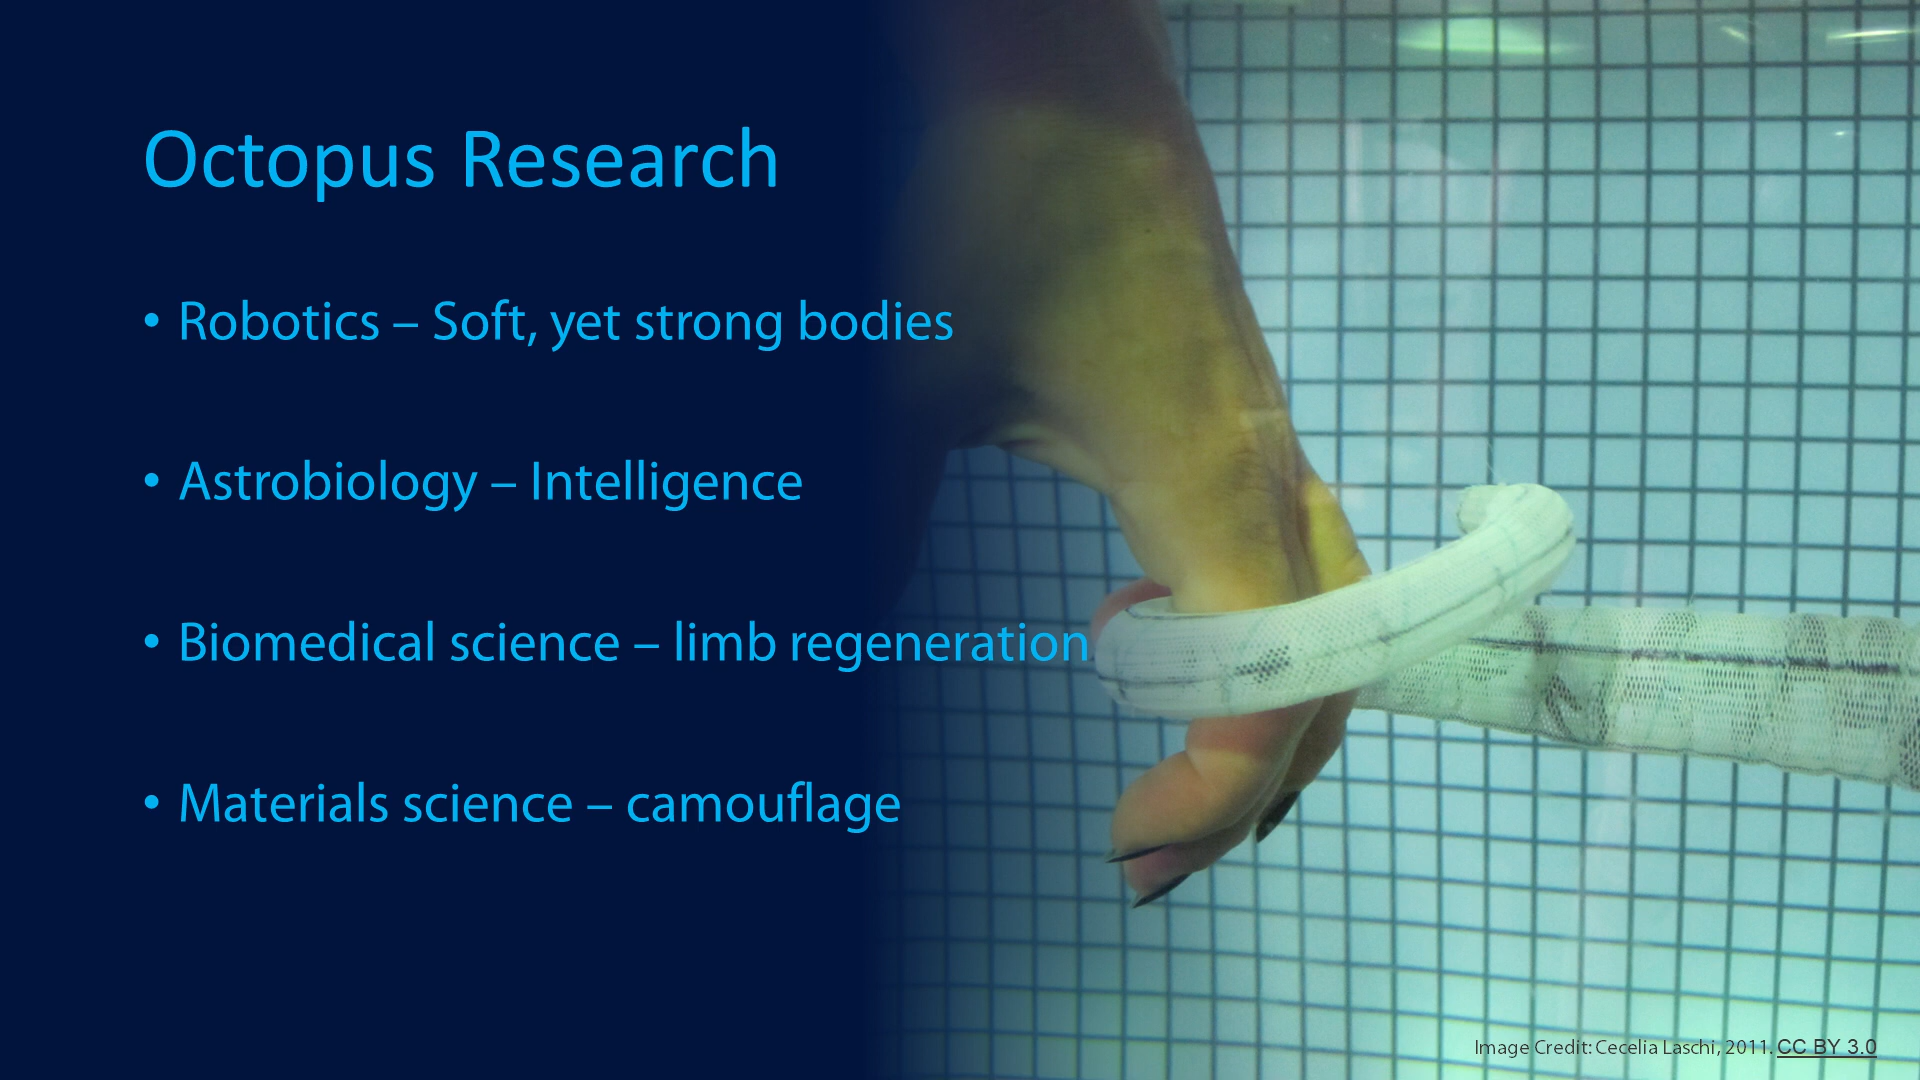 Octopus Research
• Robotics – Soft, yet strong bodies
• Astrobiology – Intelligence
• Biomedical science – limb regeneration
• Materials science – camouflage
Image Credit: Cecelia Laschi, 2011. CC BY 3.0